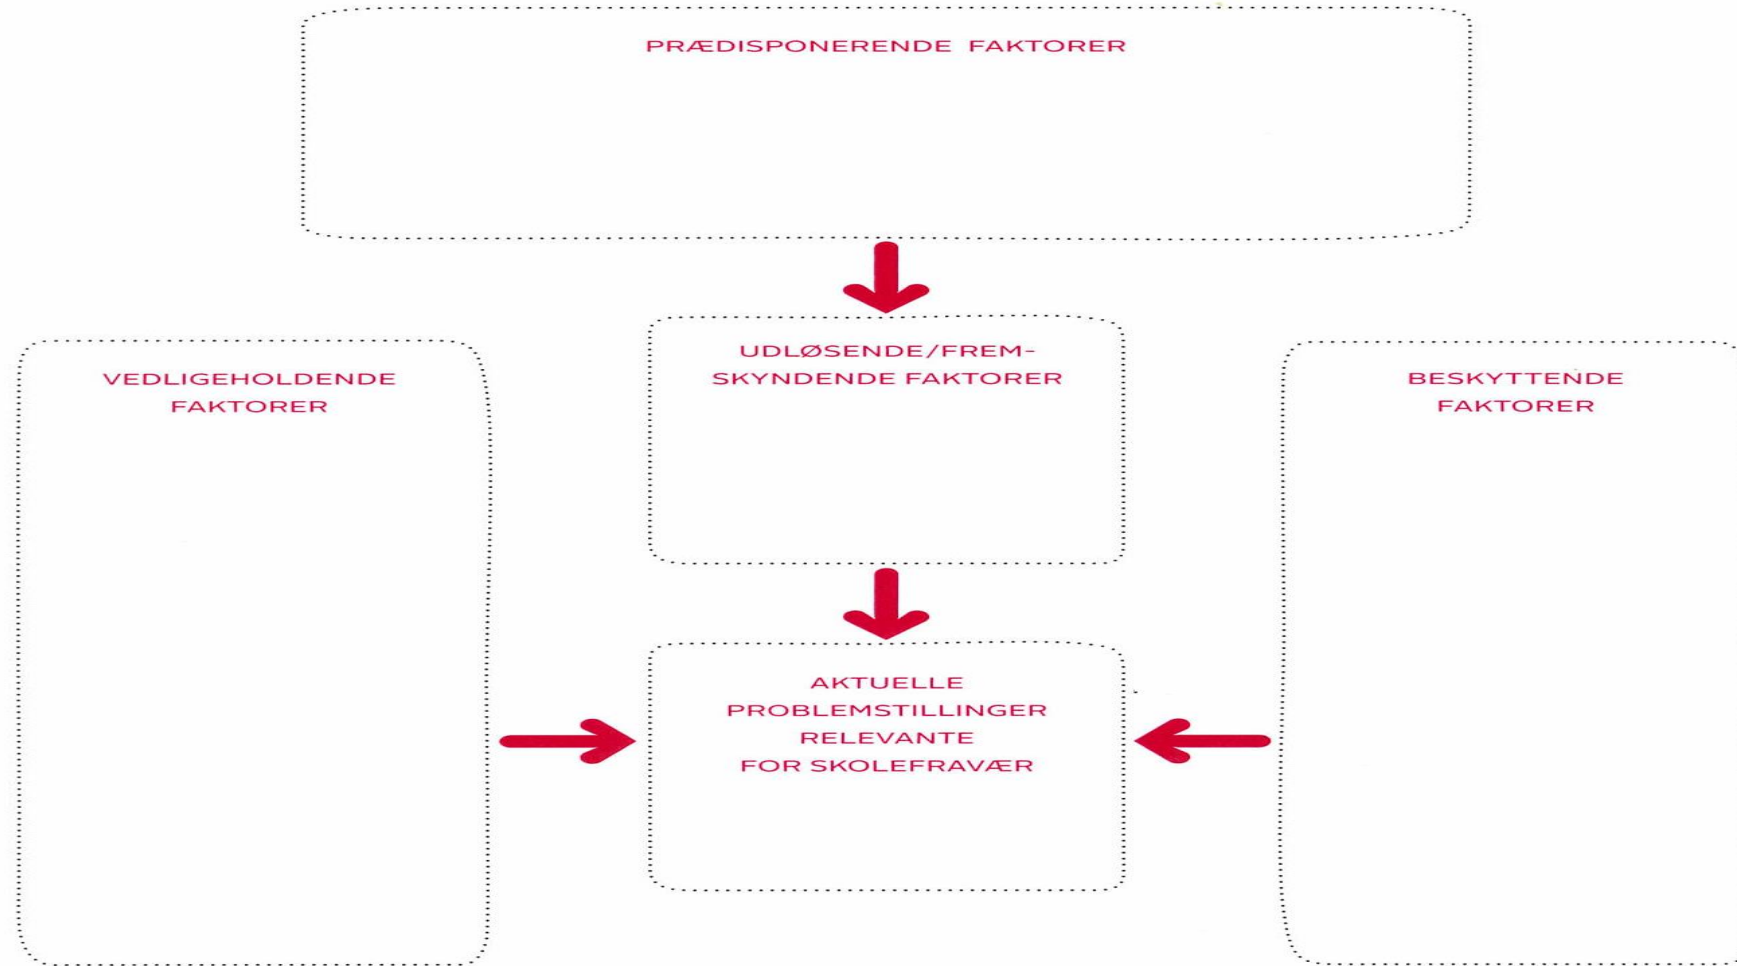 PRÆDISPONERENDE FAKTORER
UDLØSENDE/FREM-
SKYNDENDE FAKTORER
VEDLIGEHOLDENDE
FAKTORER
BESKYTTENDE
FAKTORER
AKTUELLE
PROBLEMSTILLINGER
RELEVANTE
FOR SKOLEFRAVÆR